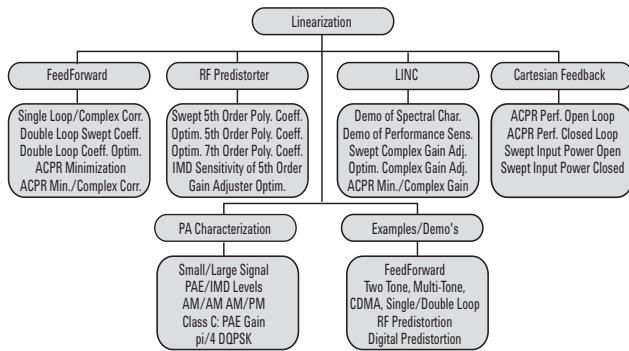 Linearization
FeedForward
Single Loop/Complex Corr.
Double Loop Swept Coeff.
Double Loop Coeff. Optim.
ACPR Minimization
ACPR Min./Complex Corr.
RF Predistorter
Swept 5th Order Poly. Coeff.
Optim. 5th Order Poly. Coeff.
Optim. 7th Order Poly. Coeff.
IMD Sensitivity of 5th Order
Gain Adjuster Optim.
LINC
Demo of Spectral Char.
Demo of Performance Sens.
Swept Complex Gain Adj.
Optim. Complex Gain Adj.
ACPR Min./Complex Gain
Cartesian Feedback
ACPR Perf. Open Loop
ACPR Perf. Closed Loop
Swept Input Power Open
Swept Input Power Closed
PA Characterization
Small/Large Signal
PAE/IMD Levels
AM/AM AM/PM
Class C: PAE Gain
pi/4 DQPSK
Examples/Demo's
FeedForward
Two Tone, Multi-Tone,
CDMA, Single/Double Loop
RF Predistortion
Digital Predistortion